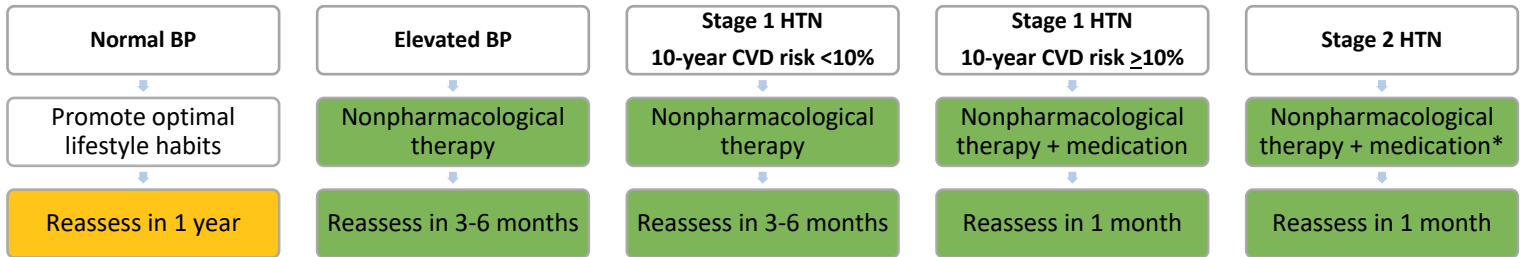 Normal BP
Promote optimal
lifestyle habits
Reassess in 1 year
Elevated BP
Nonpharmacological
therapy
Reassess in 3-6 months
Stage 1 HTN
10-year CVD risk <10%
Nonpharmacological
therapy
Reassess in 3-6 months
Stage 1 HTN
10-year CVD risk >10%
Nonpharmacological
therapy + medication
Reassess in 1 month
Stage 2 HTN
Nonpharmacological
therapy + medication*
Reassess in 1 month